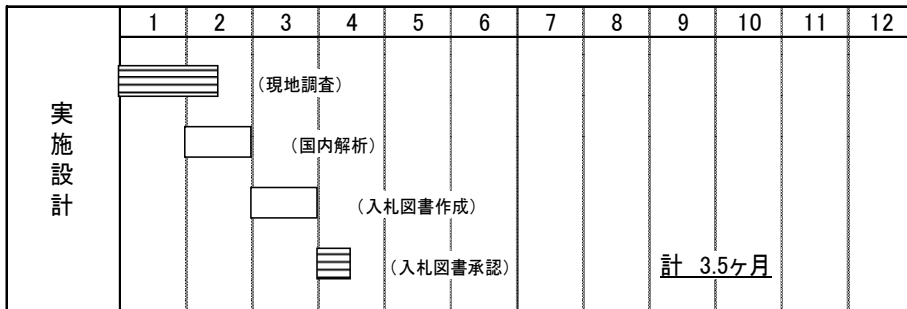 1 2 3 4 5 6 7 8 9 10 11 12
実施設計
（現地調査）
（国内解析）
（入札図書作成）
（入札図書承認）
計 3.5ヶ月